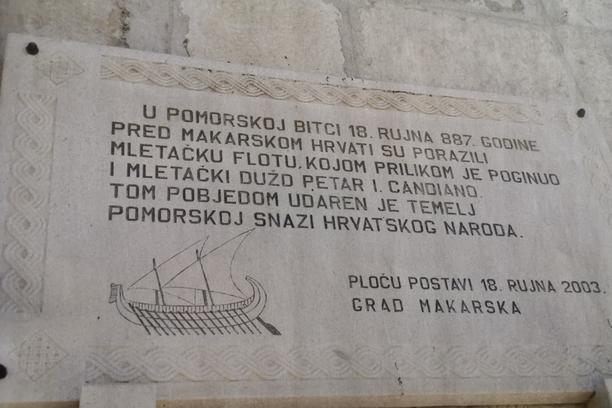 U POMORSKOJ BITCI 18. RUJNA 887. GODINE
PRED MAKARSKOM HRVATI SU PORAZILI
MLETAČKU FLOTU, KOJOM PRILIKOM JE POGINUO
I MLETAČKI DUŽD PETAR I. CANDIANO.
TOM POBJEDOM UDAREN JE TEMELJ
POMORSKOJ SNAZI HRVATSKOG NARODA.
PLOČU POSTAVI 18. RUJNA 2003.
GRAD MAKARSKA